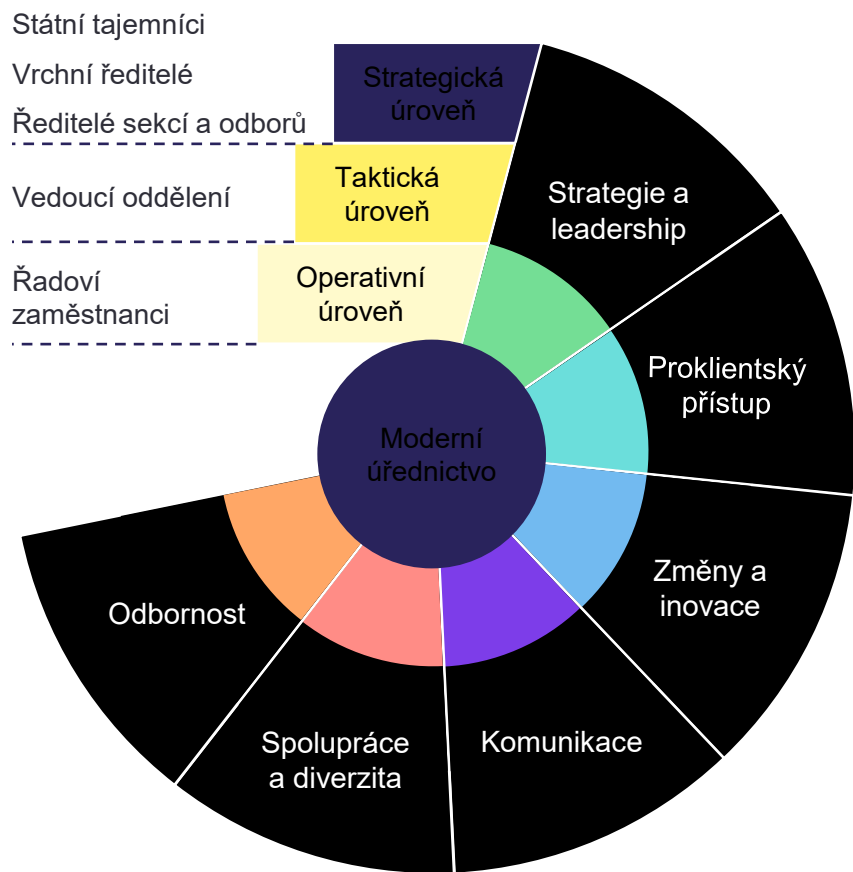 Státní tajemníci
Vrchní ředitelé
Ředitelé sekcí a odborů
Strategická
úroveň
Vedoucí oddělení
Taktická
úroveň
Řadoví
zaměstnanci
Operativní
úroveň
Strategie a
leadership
Proklientský
přístup
Moderní
úřednictvo
Změny a
inovace
Komunikace
Spolupráce
a diverzita
Odbornost